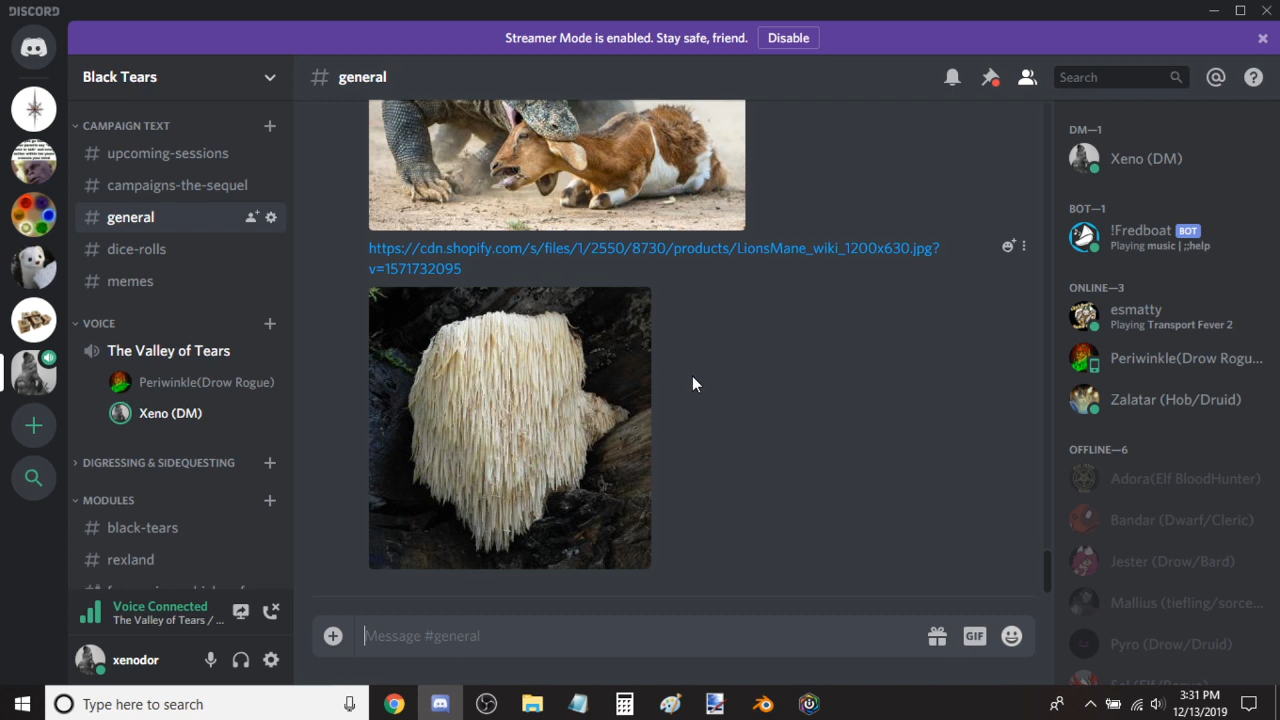 DISCORD
Streamer Mode is enabled. Stay safe, friend.
Disable
Black Tears
general
Search
CAMPAIGN TEXT
upcoming-sessions
campaigns-the-sequel
general
dice-rolls
memes
VOICE
The Valley of Tears
Periwinkle(Drow Rogue)
Xeno (DM)
DIGRESSING & SIDEQUESTING
MODULES
black-tears
rexland
Voice Connected
The Valley of Tears / ...
xenodor
https://cdn.shopify.com/s/files/1/2550/8730/products/LionsMane_wiki_1200x630.jpg?
v=1571732095
Message #general
GIF
DM—1
Xeno (DM)
BOT—1
!Fredboat BOT
Playing music | ;;help
ONLINE—3
esmatty
Playing Transport Fever 2
Periwinkle(Drow Rogu...
Zalatar (Hob/Druid)
OFFLINE—6
Adora(Elf BloodHunter)
Bandar (Dwarf/Cleric)
Jester (Drow/Bard)
Mallius (tiefling/sorce...
Pyro (Drow/Druid)
Type here to search
3:31 PM
12/13/2019